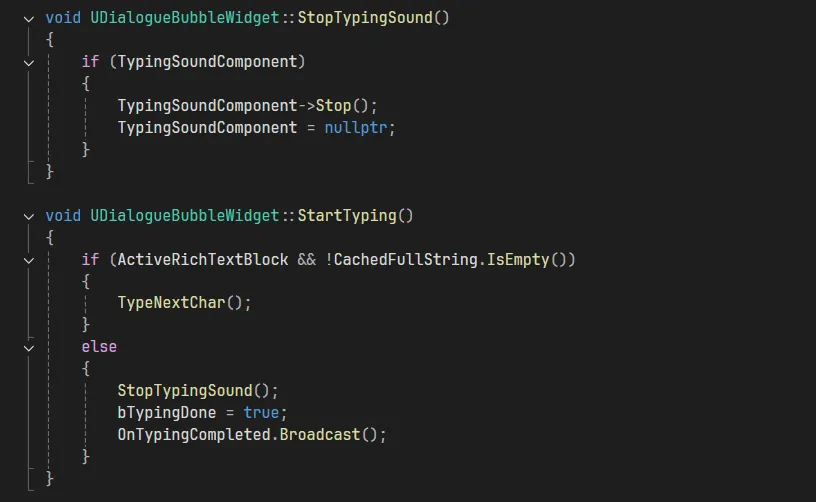 void UDialogueBubbleWidget::StopTypingSound()
{
    if (TypingSoundComponent)
    {
        TypingSoundComponent->Stop();
        TypingSoundComponent = nullptr;
    }
}

void UDialogueBubbleWidget::StartTyping()
{
    if (ActiveRichTextBlock && !CachedFullString.IsEmpty())
    {
        TypeNextChar();
    }
    else
    {
        StopTypingSound();
        bTypingDone = true;
        OnTypingCompleted.Broadcast();
    }
}